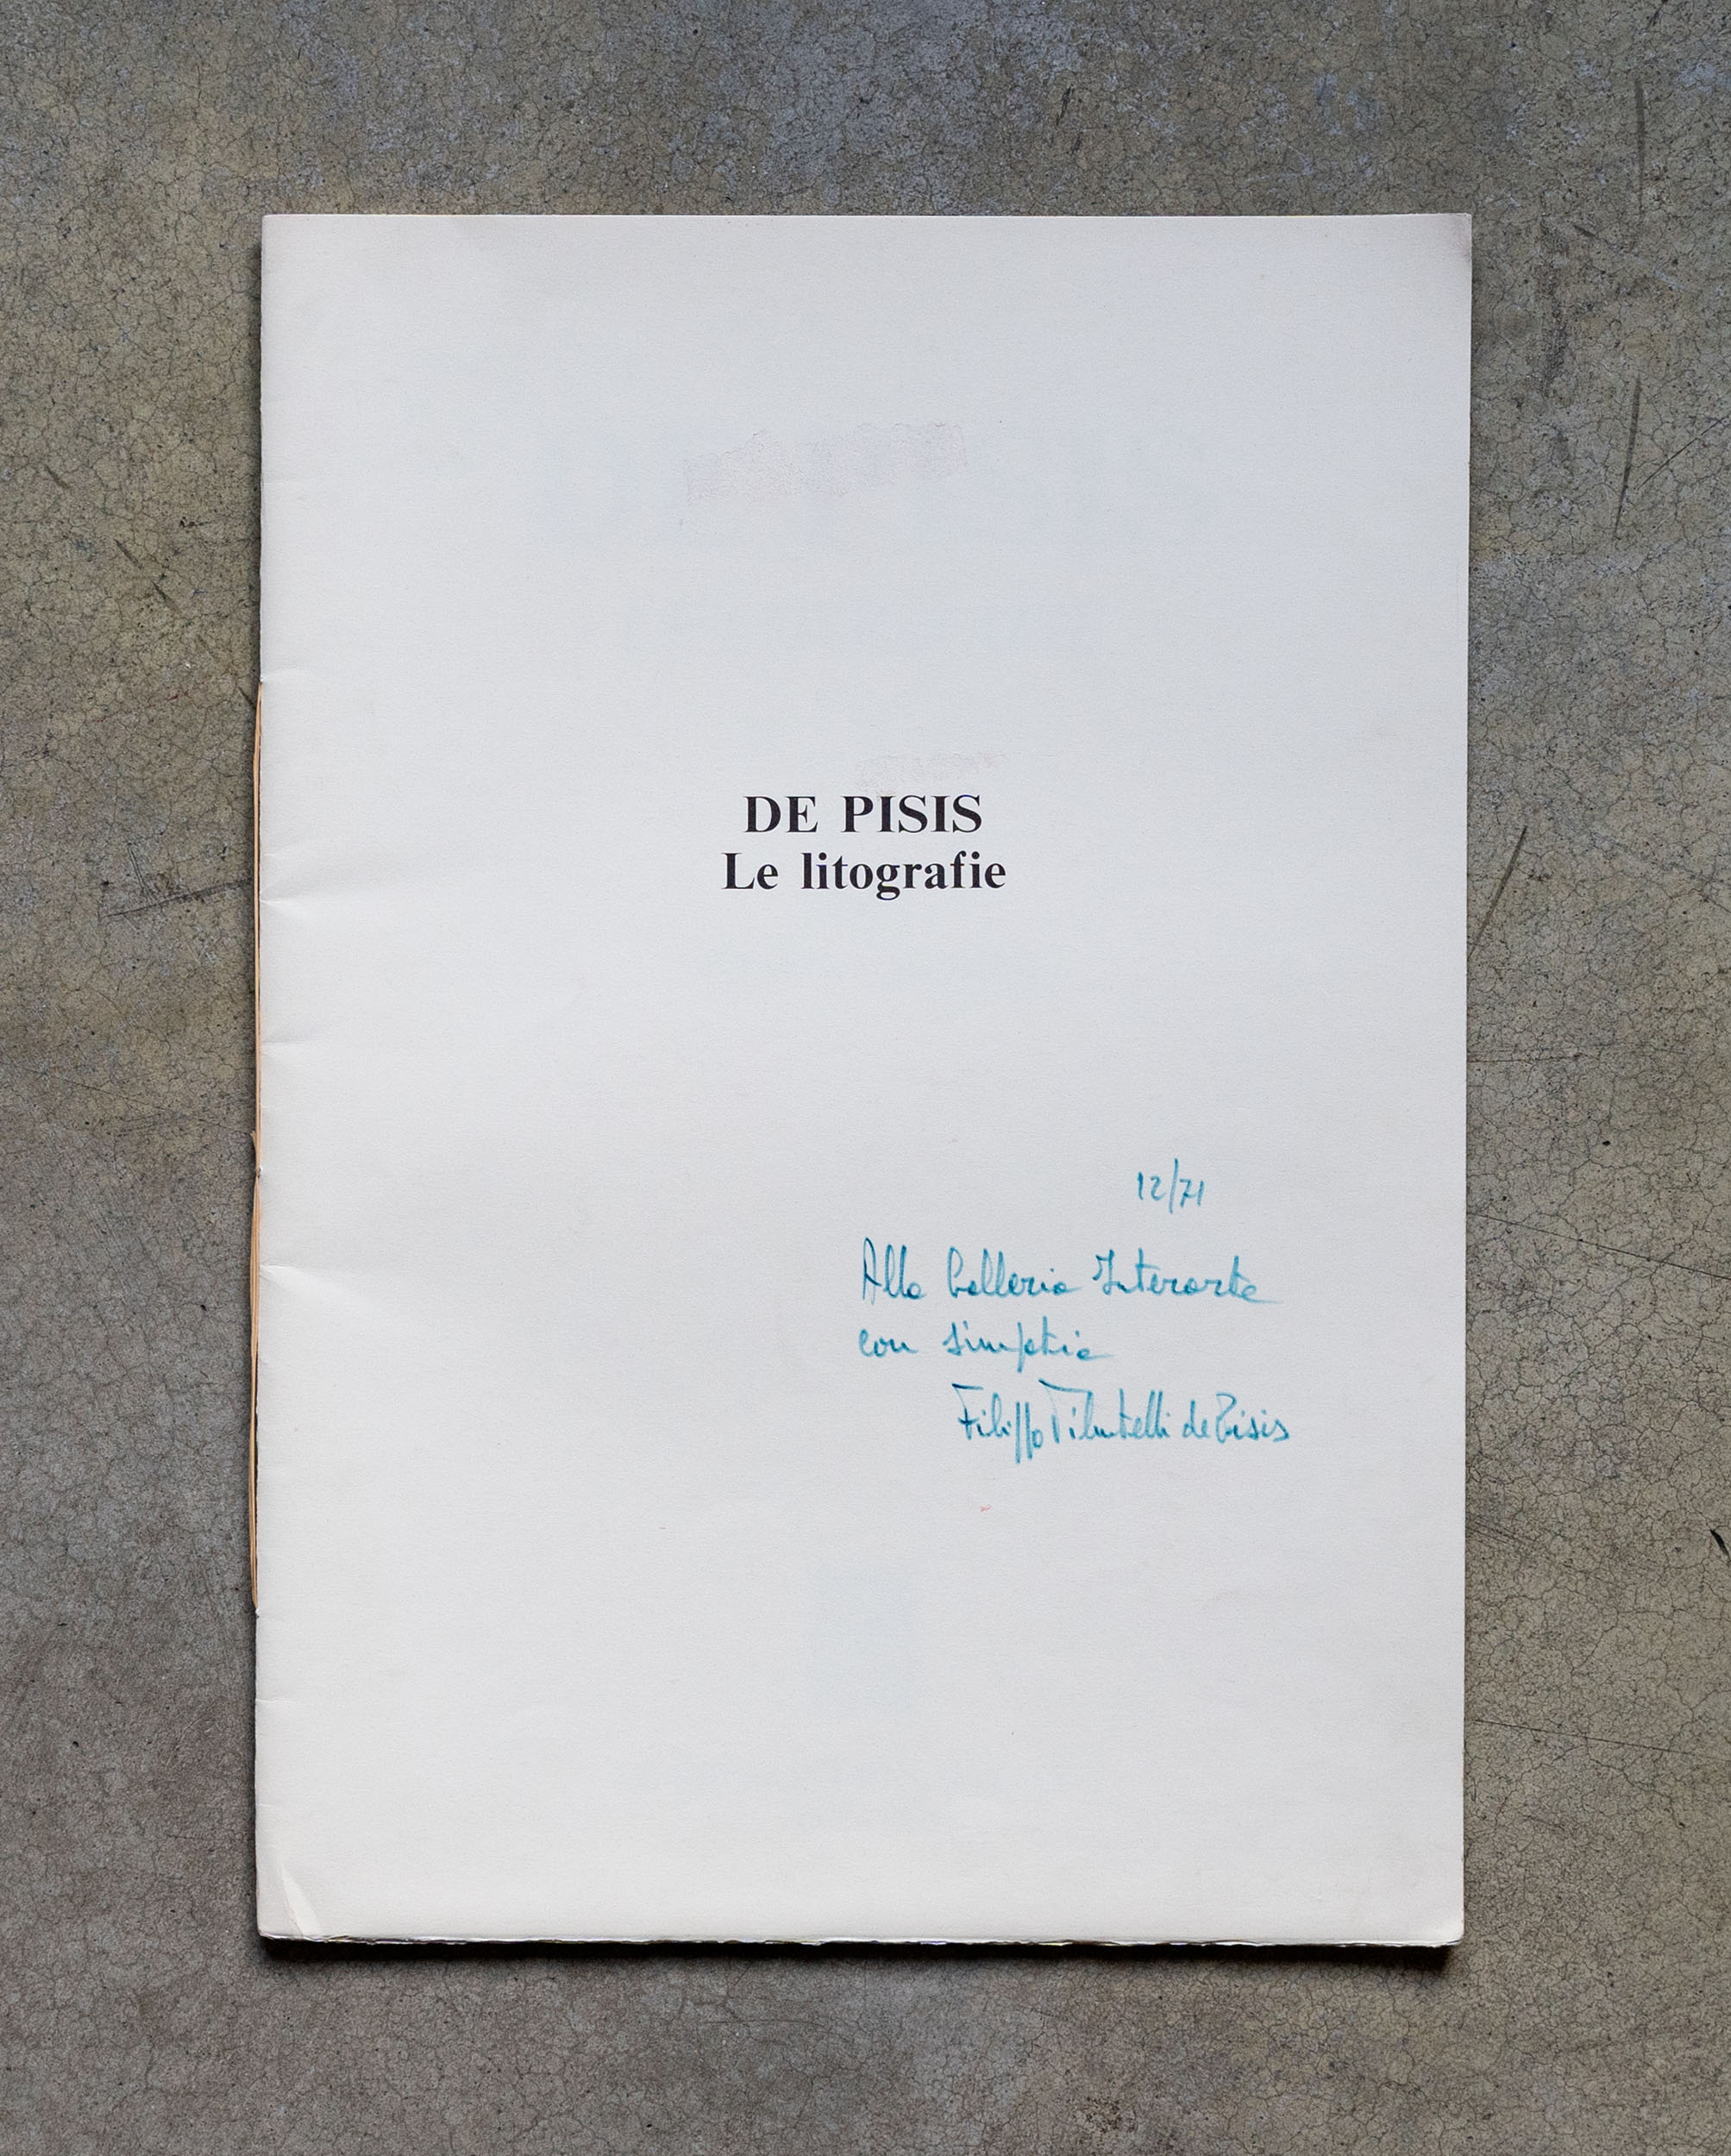 DE PISIS
Le litografie
12/71
Alla Galleria Interarte
con simpatia
Filippo Tibertelli de Pisis